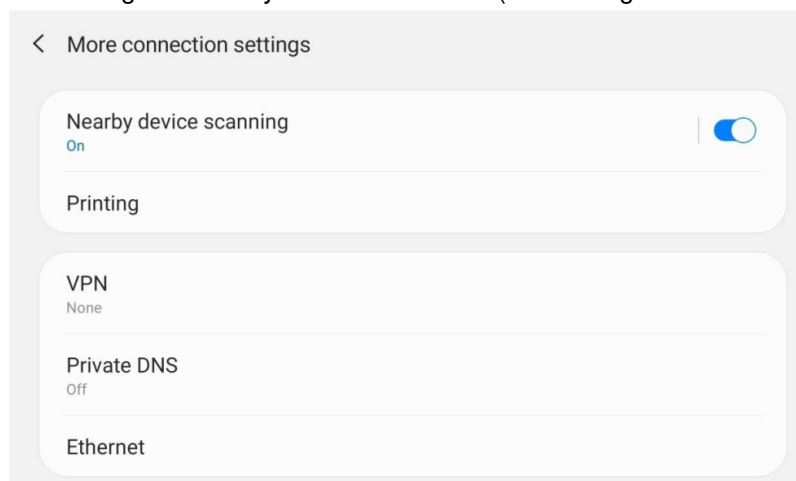 More connection settings
Nearby device scanning
On
Printing
VPN
None
Private DNS
Off
Ethernet